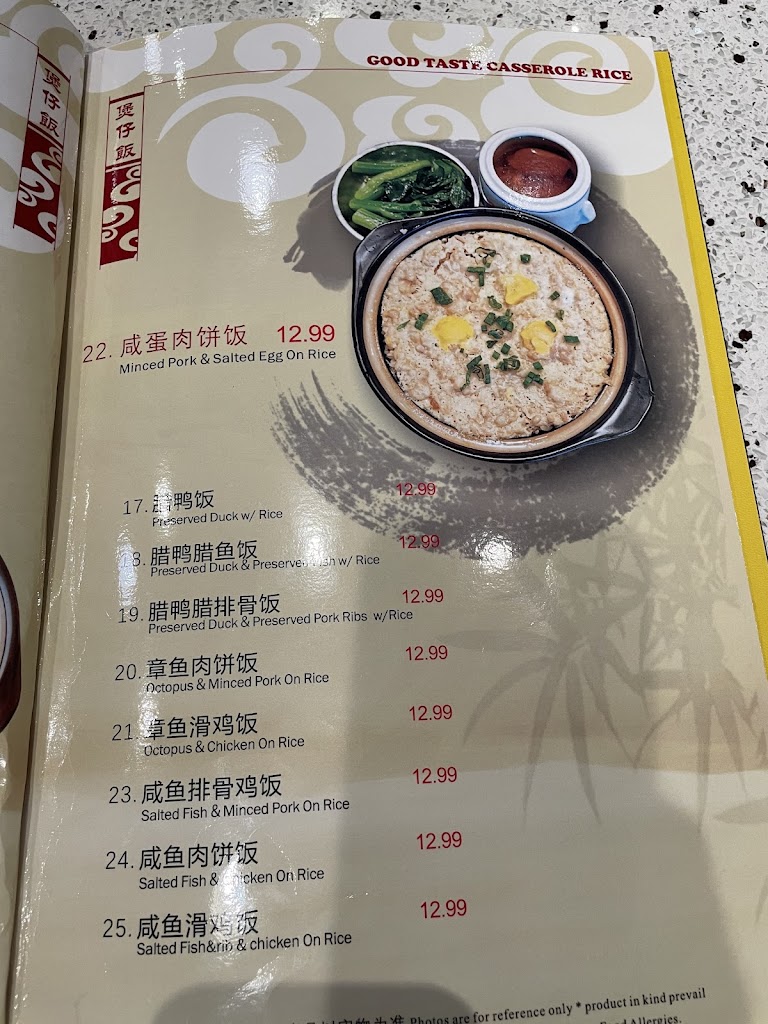 GOOD TASTE CASSEROLE RICE
煲仔飯
煲仔飯
22. 咸蛋肉饼饭 12.99
Minced Pork & Salted Egg On Rice
17. 腊鸭饭 12.99
Preserved Duck w/ Rice
18. 腊鸭腊鱼饭 12.99
Preserved Duck & Preserved Fish w/ Rice
19. 腊鸭腊排骨饭 12.99
Preserved Duck & Preserved Pork Ribs w/Rice
20. 章鱼肉饼饭 12.99
Octopus & Minced Pork On Rice
21. 章鱼滑鸡饭 12.99
Octopus & Chicken On Rice
23. 咸鱼排骨鸡饭 12.99
Salted Fish & Minced Pork On Rice
24. 咸鱼肉饼饭 12.99
Salted Fish & Chicken On Rice
25. 咸鱼滑鸡饭 12.99
Salted Fish&rib & chicken On Rice
以实物为准 Photos are for reference only * product in kind prevail
Food Allergies.